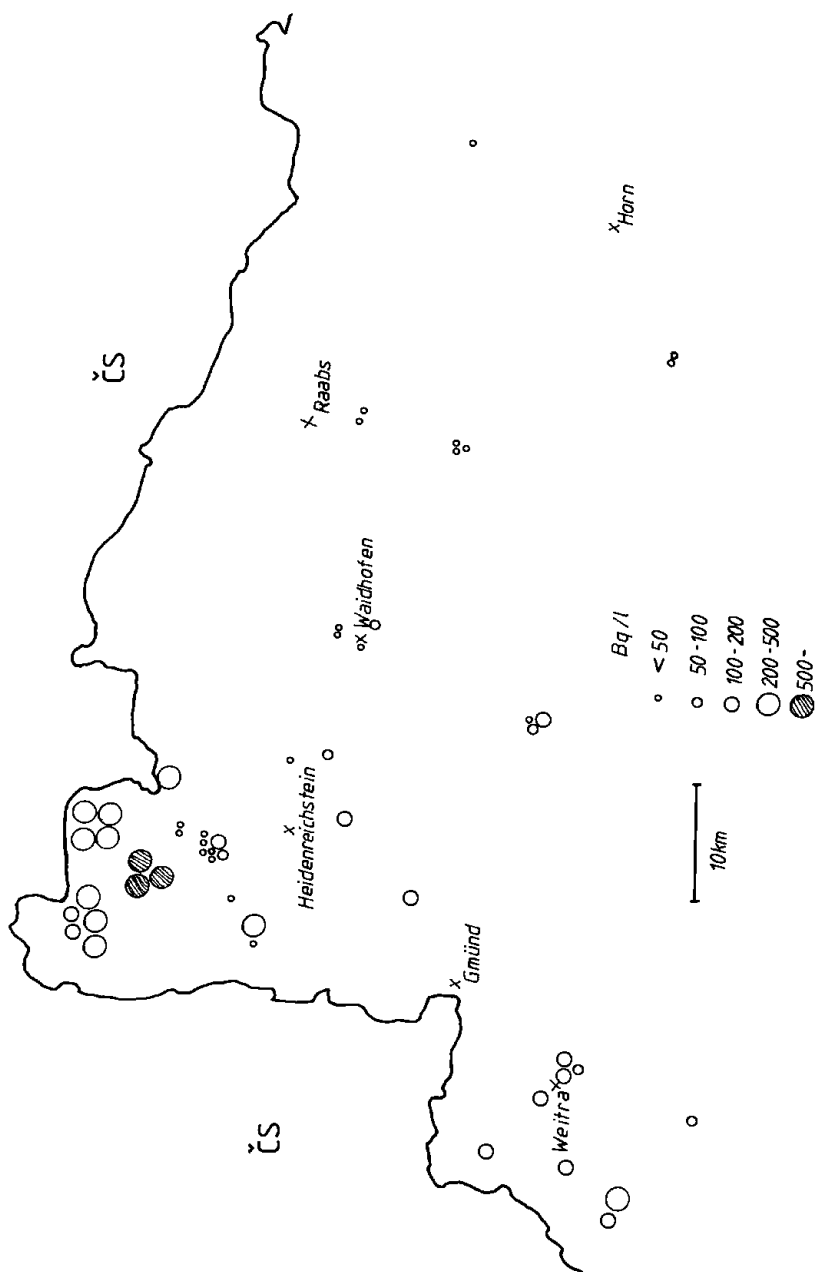 ČS
Raabs
Horn
Waidhofen
Heidenreichstein
Gmünd
ČS
Weitra
Bq/l
< 50
50-100
100-200
200-500
500-
10km